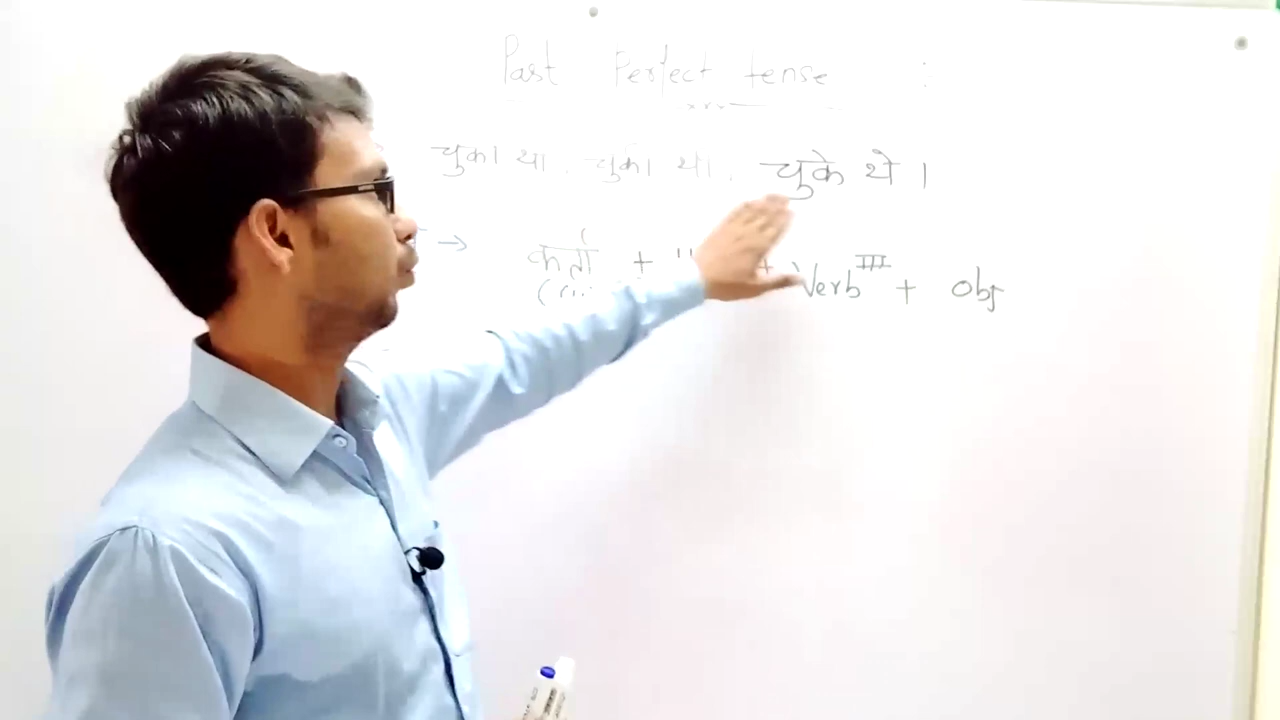 Past Perfect tense :
चुका था . चुका था . चुके थे ।
→ कर्ता + + Verb III + Obj